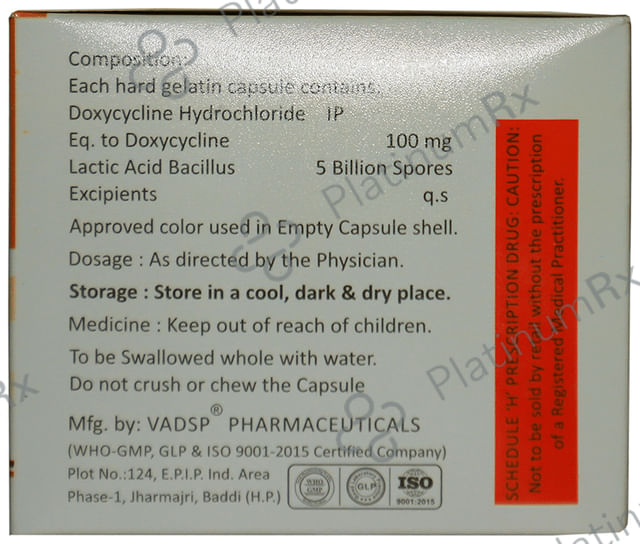 Composition:
Each hard gelatin capsule contains:
Doxycycline Hydrochloride IP
Eq. to Doxycycline 100 mg
Lactic Acid Bacillus 5 Billion Spores
Excipients q.s
Approved color used in Empty Capsule shell.
Dosage : As directed by the Physician.
Storage : Store in a cool, dark & dry place.
Medicine : Keep out of reach of children.
To be Swallowed whole with water.
Do not crush or chew the Capsule
Mfg. by: VADSP® PHARMACEUTICALS
(WHO-GMP, GLP & ISO 9001-2015 Certified Company)
Plot No.:124, E.P.I.P. Ind. Area
Phase-1, Jharmajri, Baddi (H.P.)
WHO
GMP
GLP
ISO
9001:2015
SCHEDULE 'H' PRESCRIPTION DRUG: CAUTION:
Not to be sold by retail without the prescription
of a Registered Medical Practitioner.
PlatinumRx
PlatinumRx
PlatinumRx